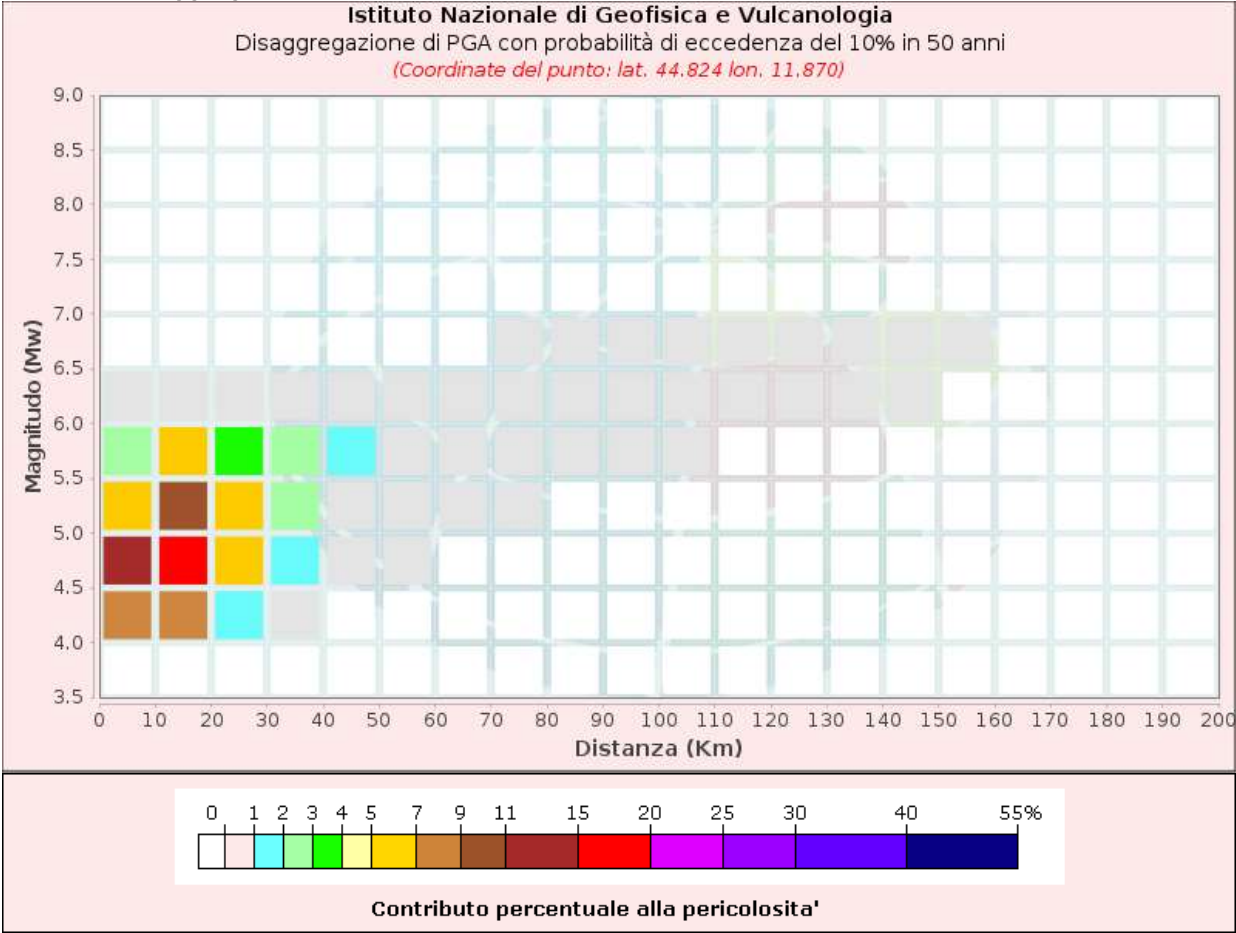 Istituto Nazionale di Geofisica e Vulcanologia
Disaggregazione di PGA con probabilità di eccedenza del 10% in 50 anni
(Coordinate del punto: lat. 44.824 lon. 11.870)
9.0
8.5
8.0
7.5
7.0
6.5
6.0
5.5
5.0
4.5
4.0
3.5
Magnitudo (Mw)
0 10 20 30 40 50 60 70 80 90 100 110 120 130 140 150 160 170 180 190 200
Distanza (Km)
0 1 2 3 4 5 7 9 11 15 20 25 30 40 55%
Contributo percentuale alla pericolosita'